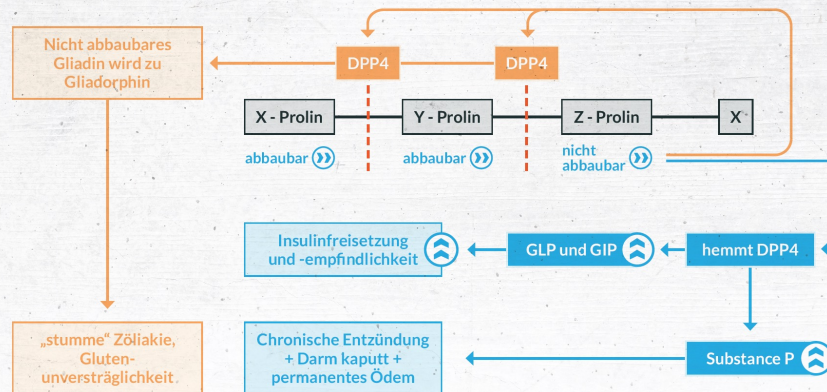 Nicht abbaubares
Gliadin wird zu
Gliadorphin
DPP4
DPP4
X - Prolin
Y - Prolin
Z - Prolin
X
abbaubar
abbaubar
nicht
abbaubar
Insulinfreisetzung
und -empfindlichkeit
GLP und GIP
hemmt DPP4
„stumme“ Zöliakie,
Gluten-
unversträglichkeit
Chronische Entzündung
+ Darm kaputt +
permanentes Ödem
Substance P